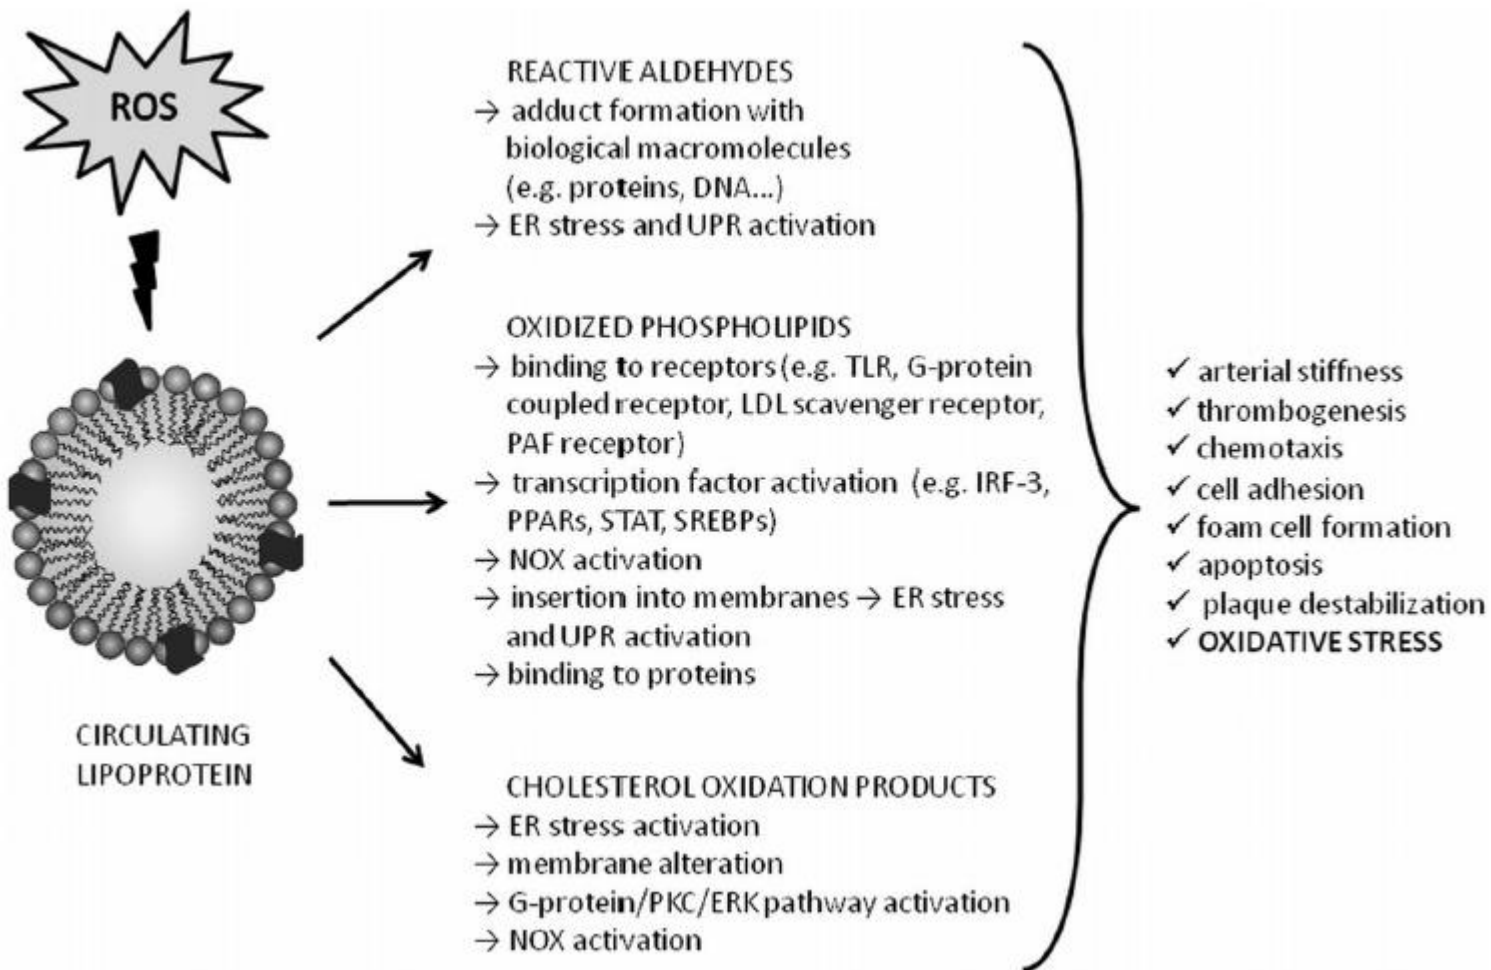 ROS
CIRCULATING
LIPOPROTEIN
REACTIVE ALDEHYDES
→ adduct formation with
biological macromolecules
(e.g. proteins, DNA...)
→ ER stress and UPR activation
OXIDIZED PHOSPHOLIPIDS
→ binding to receptors (e.g. TLR, G-protein
coupled receptor, LDL scavenger receptor,
PAF receptor)
→ transcription factor activation (e.g. IRF-3,
PPARs, STAT, SREBPs)
→ NOX activation
→ insertion into membranes → ER stress
and UPR activation
→ binding to proteins
CHOLESTEROL OXIDATION PRODUCTS
→ ER stress activation
→ membrane alteration
→ G-protein/PKC/ERK pathway activation
→ NOX activation
✓ arterial stiffness
✓ thrombogenesis
✓ chemotaxis
✓ cell adhesion
✓ foam cell formation
✓ apoptosis
✓ plaque destabilization
✓ OXIDATIVE STRESS